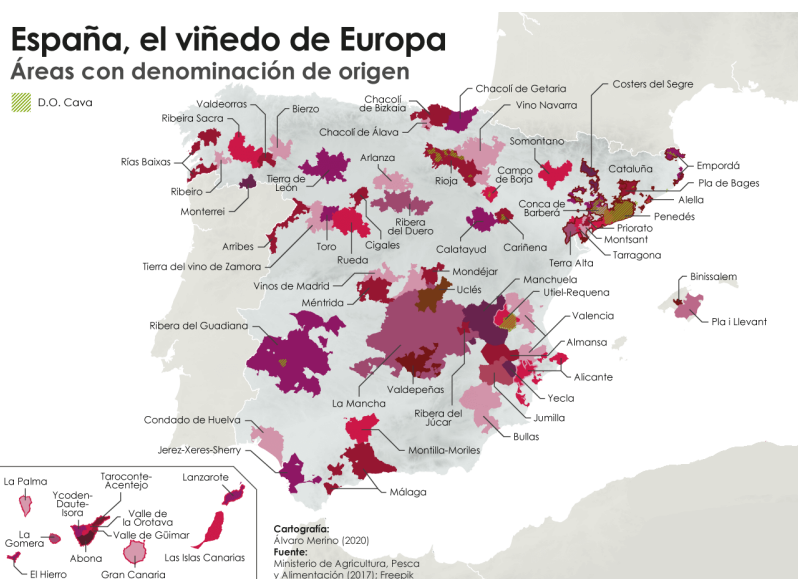 España, el viñedo de Europa
Áreas con denominación de origen
D.O. Cava
Valdeorras
Ribeira Sacra
Bierzo
Rías Baixas
Ribeiro
Monterrei
Tierra de
León
Chacolí
de Bizkaia
Chacolí de Getaria
Chacolí de Álava
Vino Navarra
Costers del Segre
Arlanza
Rioja
Campo
de Borja
Somontano
Cataluña
Empordá
Pla de Bages
Alella
Conca de
Barberá
Penedés
Priorato
Montsant
Tarragona
Terra Alta
Arribes
Tierra del vino de Zamora
Toro
Rueda
Cigales
Ribera
del Duero
Calatayud
Cariñena
Vinos de Madrid
Méntrida
Mondéjar
Uclés
Manchuela
Utiel-Requena
Valencia
Binissalem
Pla i Llevant
Almansa
Alicante
Yecla
Jumilla
Bullas
Ribera del
Júcar
Valdepeñas
La Mancha
Ribera del Guadiana
Condado de Huelva
Jerez-Xeres-Sherry
Montilla-Moriles
Málaga
La Palma
Ycoden-
Daute-
Isora
Taroconte-
Acentejo
Valle de
la Orotava
Valle de Güimar
Lanzarote
La
Gomera
Abona
El Hierro
Gran Canaria
Las Islas Canarias
Cartografía:
Álvaro Merino (2020)
Fuente:
Ministerio de Agricultura, Pesca
y Alimentación (2017); Freepik